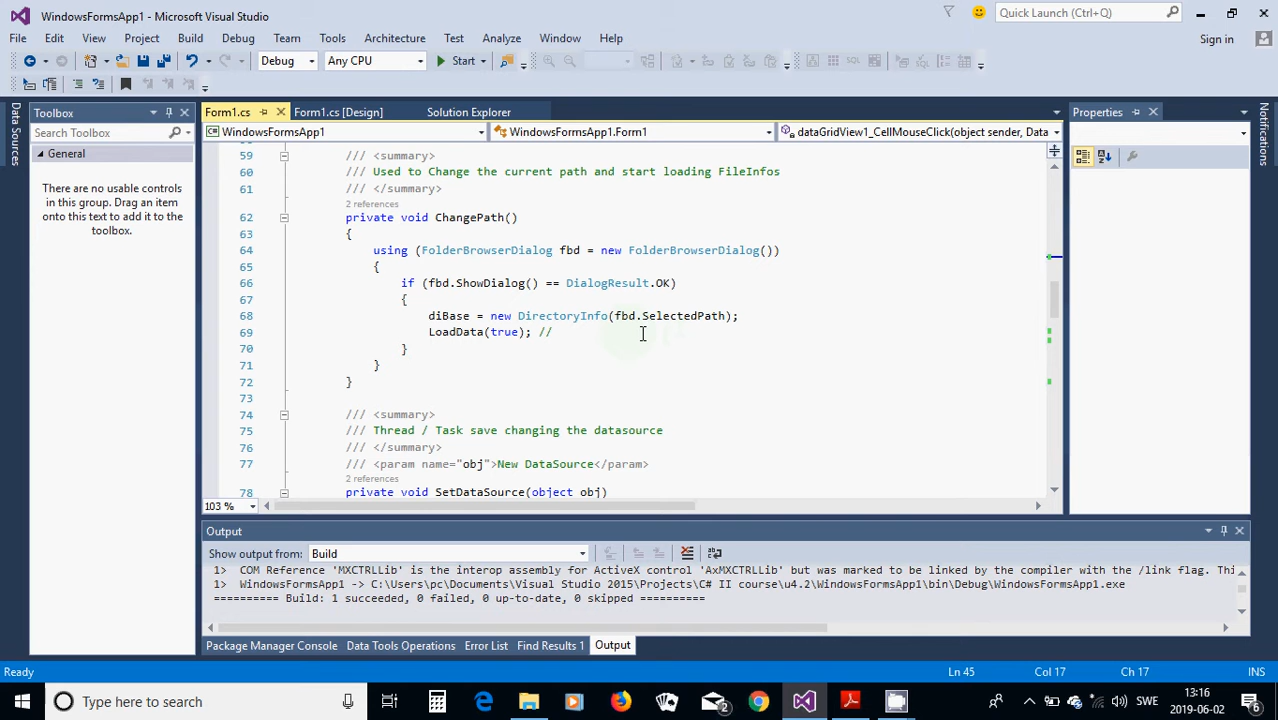 WindowsFormsApp1 - Microsoft Visual Studio
Quick Launch (Ctrl+Q)
File Edit View Project Build Debug Team Tools Architecture Test Analyze Window Help
Sign in
Debug Any CPU Start
Data Sources
Toolbox
Search Toolbox
General
There are no usable controls
in this group. Drag an item
onto this text to add it to the
toolbox.
Form1.cs Form1.cs [Design] Solution Explorer
WindowsFormsApp1 WindowsFormsApp1.Form1 dataGridView1_CellMouseClick(object sender, Data
59 /// <summary>
60 /// Used to Change the current path and start loading FileInfos
61 /// </summary>
2 references
62 private void ChangePath()
63 {
64 using (FolderBrowserDialog fbd = new FolderBrowserDialog())
65 {
66 if (fbd.ShowDialog() == DialogResult.OK)
67 {
68 diBase = new DirectoryInfo(fbd.SelectedPath);
69 LoadData(true); //
70 }
71 }
72 }
73
74 /// <summary>
75 /// Thread / Task save changing the datasource
76 /// </summary>
77 /// <param name="obj">New DataSource</param>
2 references
78 private void SetDataSource(object obj)
103 %
Properties
Notifications
Output
Show output from: Build
1> COM Reference 'MXCTRLLib' is the interop assembly for ActiveX control 'AxMXCTRLLib' but was marked to be linked by the compiler with the /link flag. Thi
1> WindowsFormsApp1 -> C:\Users\pc\Documents\Visual Studio 2015\Projects\C# II course\u4.2\WindowsFormsApp1\bin\Debug\WindowsFormsApp1.exe
========== Build: 1 succeeded, 0 failed, 0 up-to-date, 0 skipped ==========
Package Manager Console Data Tools Operations Error List Find Results 1 Output
Ready Ln 45 Col 17 Ch 17 INS
Type here to search
2
SWE
13:16
2019-06-02
6